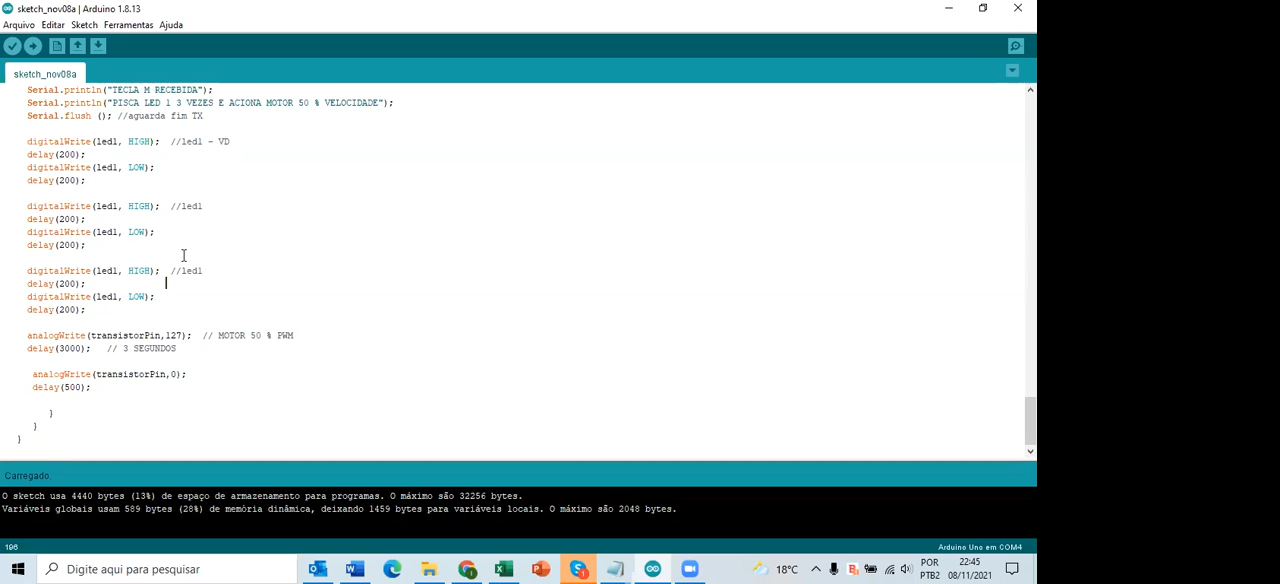 sketch_nov08a | Arduino 1.8.13
Arquivo Editar Sketch Ferramentas Ajuda
sketch_nov08a
Serial.println("TECLA M RECEBIDA");
Serial.println("PISCA LED 1 3 VEZES E ACIONA MOTOR 50 % VELOCIDADE");
Serial.flush (); //aguarda fim TX
digitalWrite(led1, HIGH); //led1 - VD
delay(200);
digitalWrite(led1, LOW);
delay(200);
digitalWrite(led1, HIGH); //led1
delay(200);
digitalWrite(led1, LOW);
delay(200);
digitalWrite(led1, HIGH); //led1
delay(200);
digitalWrite(led1, LOW);
delay(200);
analogWrite(transistorPin,127); // MOTOR 50 % PWM
delay(3000); // 3 SEGUNDOS
analogWrite(transistorPin,0);
delay(500);
}
}
}
Carregado.
O sketch usa 4440 bytes (13%) de espaço de armazenamento para programas. O máximo são 32256 bytes.
Variáveis globais usam 589 bytes (28%) de memória dinâmica, deixando 1459 bytes para variáveis locais. O máximo são 2048 bytes.
196 Arduino Uno em COM4
Digite aqui para pesquisar 18°C POR PTB2 22:45 08/11/2021